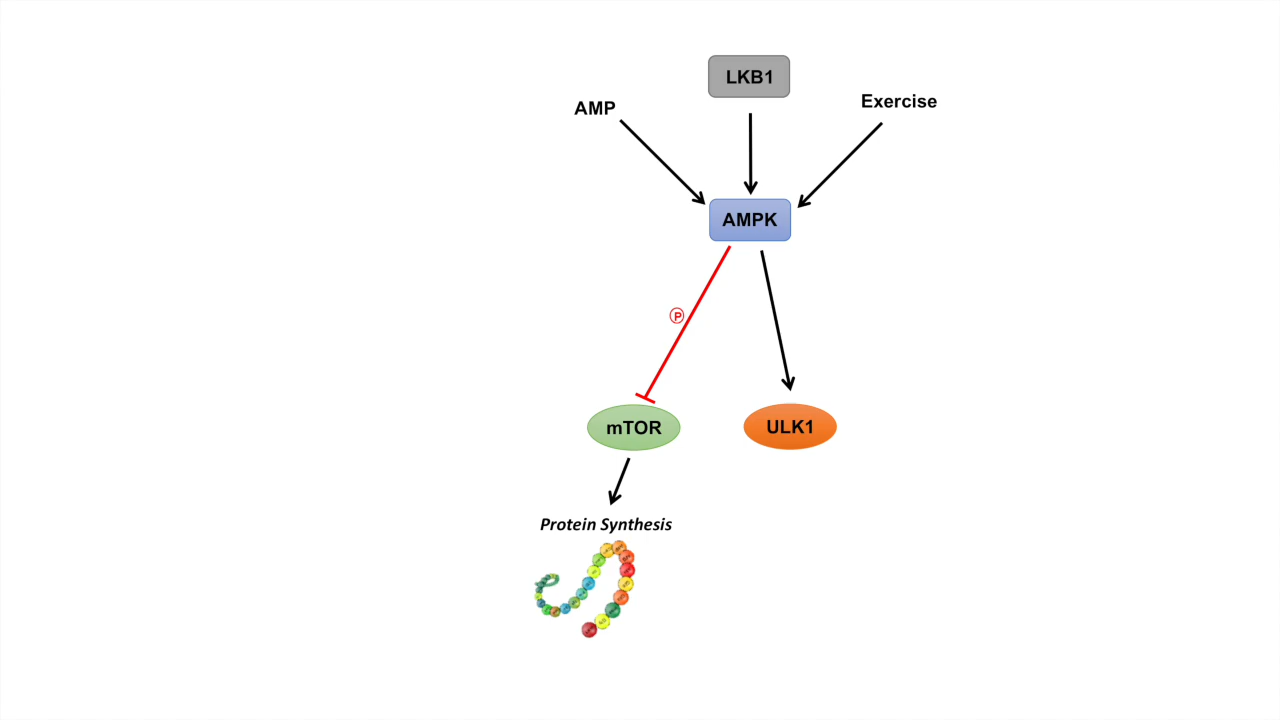 LKB1
AMP
Exercise
AMPK
P
mTOR
ULK1
Protein Synthesis